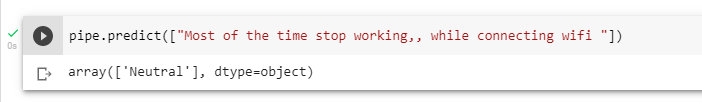 pipe.predict(["Most of the time stop working,, while connecting wifi "])
0s
array(['Neutral'], dtype=object)